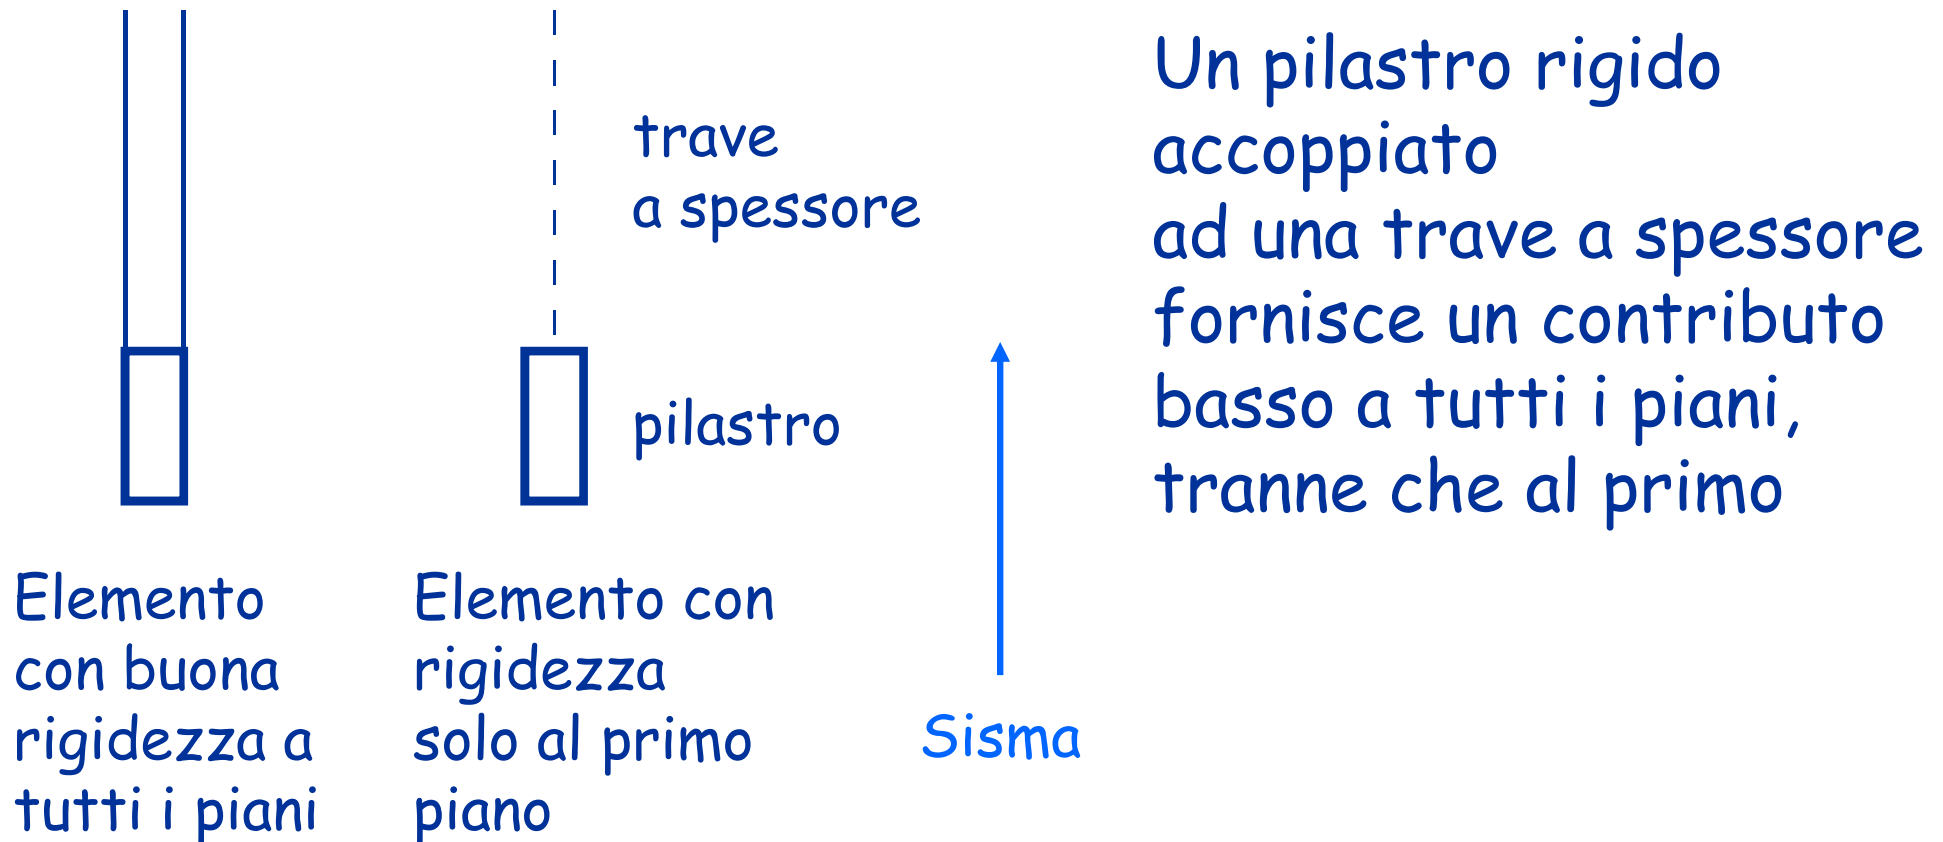 trave
a spessore
pilastro
Elemento
con buona
rigidezza a
tutti i piani
Elemento con
rigidezza
solo al primo
piano
Sisma
Un pilastro rigido
accoppiato
ad una trave a spessore
fornisce un contributo
basso a tutti i piani,
tranne che al primo